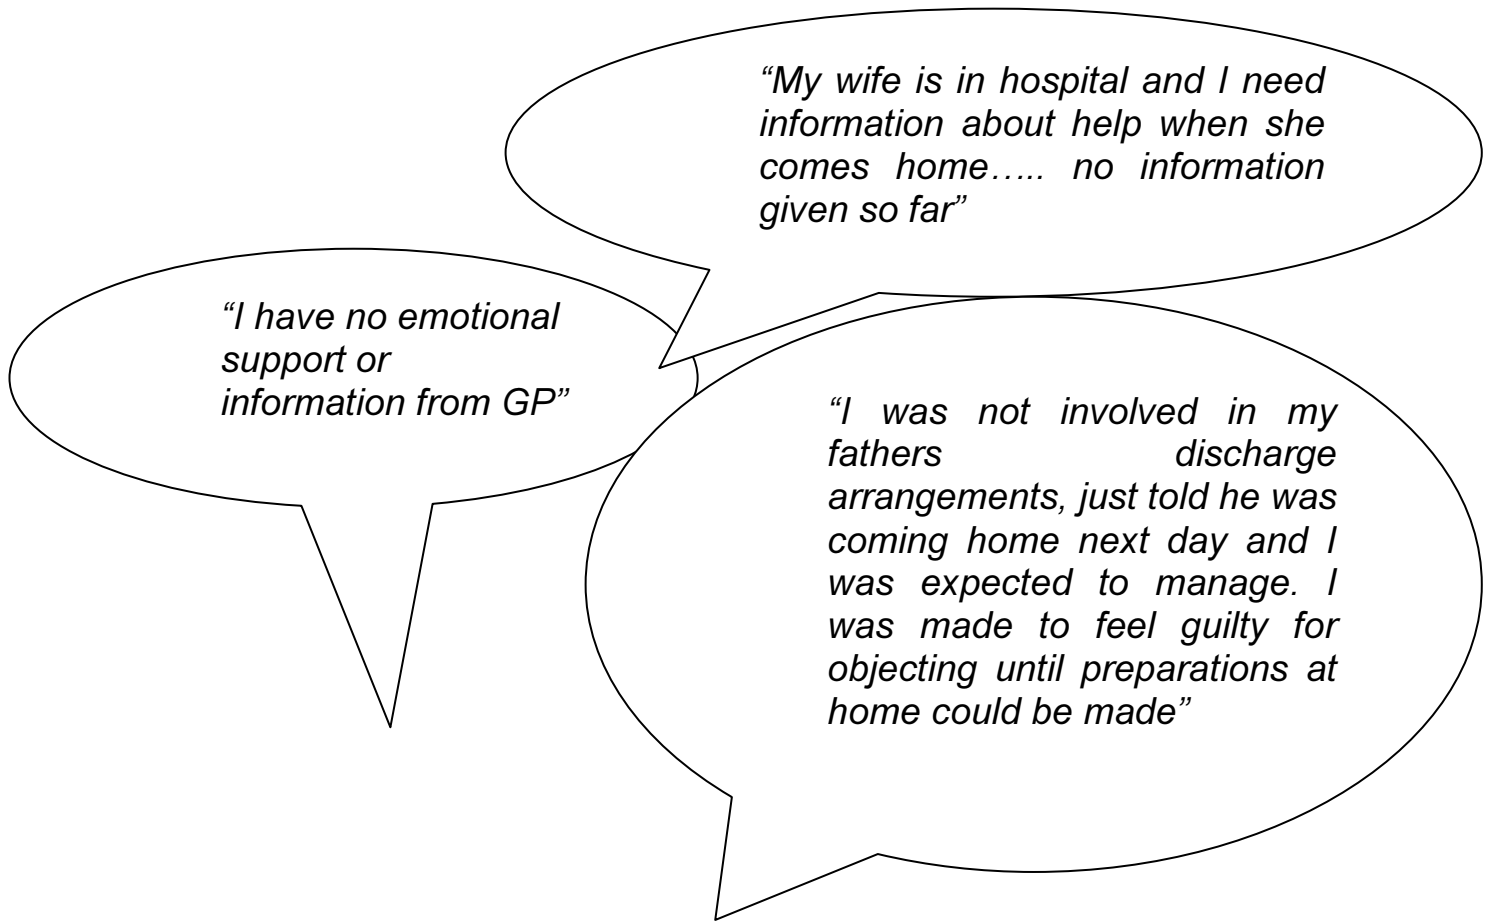 “My wife is in hospital and I need
information about help when she
comes home….. no information
given so far”
“I have no emotional
support or
information from GP”
“I was not involved in my
fathers discharge
arrangements, just told he was
coming home next day and I
was expected to manage. I
was made to feel guilty for
objecting until preparations at
home could be made”